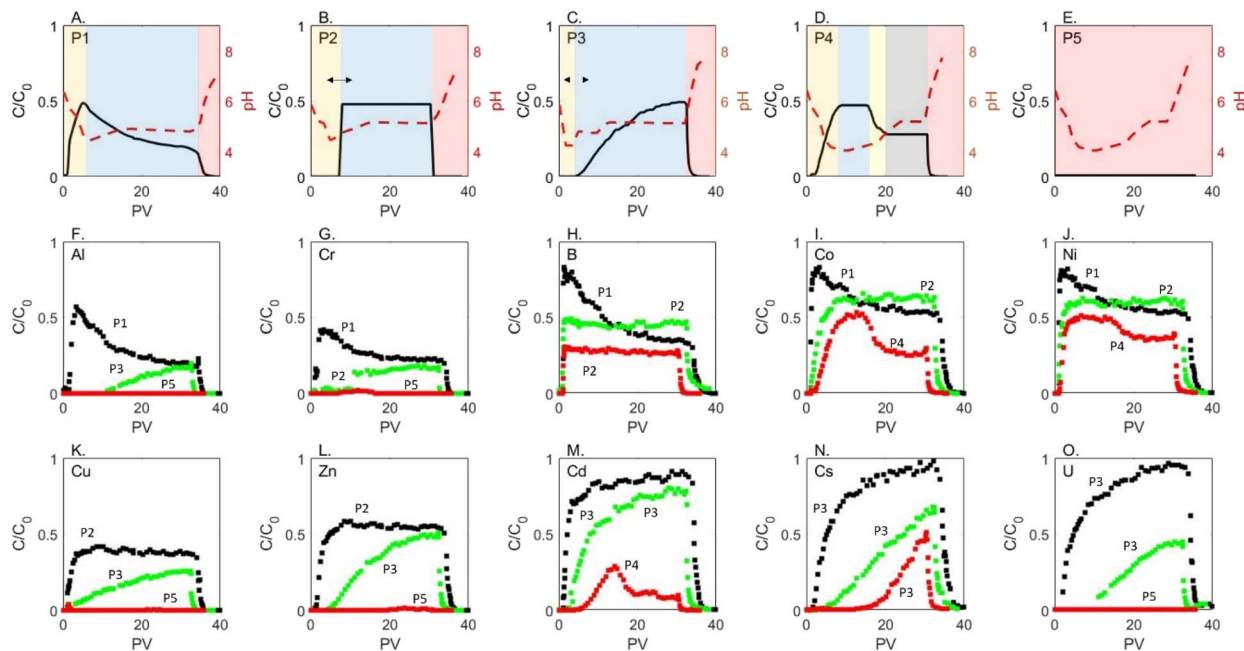 A. B. C. D. E.
P1 P2 P3 P4 P5
1 1 1 1 1
8 8 8 8 8
C/C0 0.5 C/C0 0.5 C/C0 0.5 C/C0 0.5 C/C0 0.5
6 pH 6 pH 6 pH 6 pH 6 pH
4 4 4 4 4
0 0 0 0 0
0 20 40 0 20 40 0 20 40 0 20 40 0 20 40
PV PV PV PV PV
F. G. H. I. J.
1 1 1 1 1
Al Cr B Co Ni
P1 P1 P1 P1 P1
P2 P2 P2
C/C0 0.5 C/C0 0.5 C/C0 0.5 C/C0 0.5 C/C0 0.5
P3 P5 P2 P5 P2 P4 P4
0 0 0 0 0
0 20 40 0 20 40 0 20 40 0 20 40 0 20 40
PV PV PV PV PV
K. L. M. N. O.
1 1 1 1 1
Cu Zn Cd Cs U
P2 P2 P3 P3 P3 P3
C/C0 0.5 C/C0 0.5 C/C0 0.5 C/C0 0.5 C/C0 0.5
P3 P3 P4 P3 P3
P5 P5 P3 P5
0 0 0 0 0
0 20 40 0 20 40 0 20 40 0 20 40 0 20 40
PV PV PV PV PV